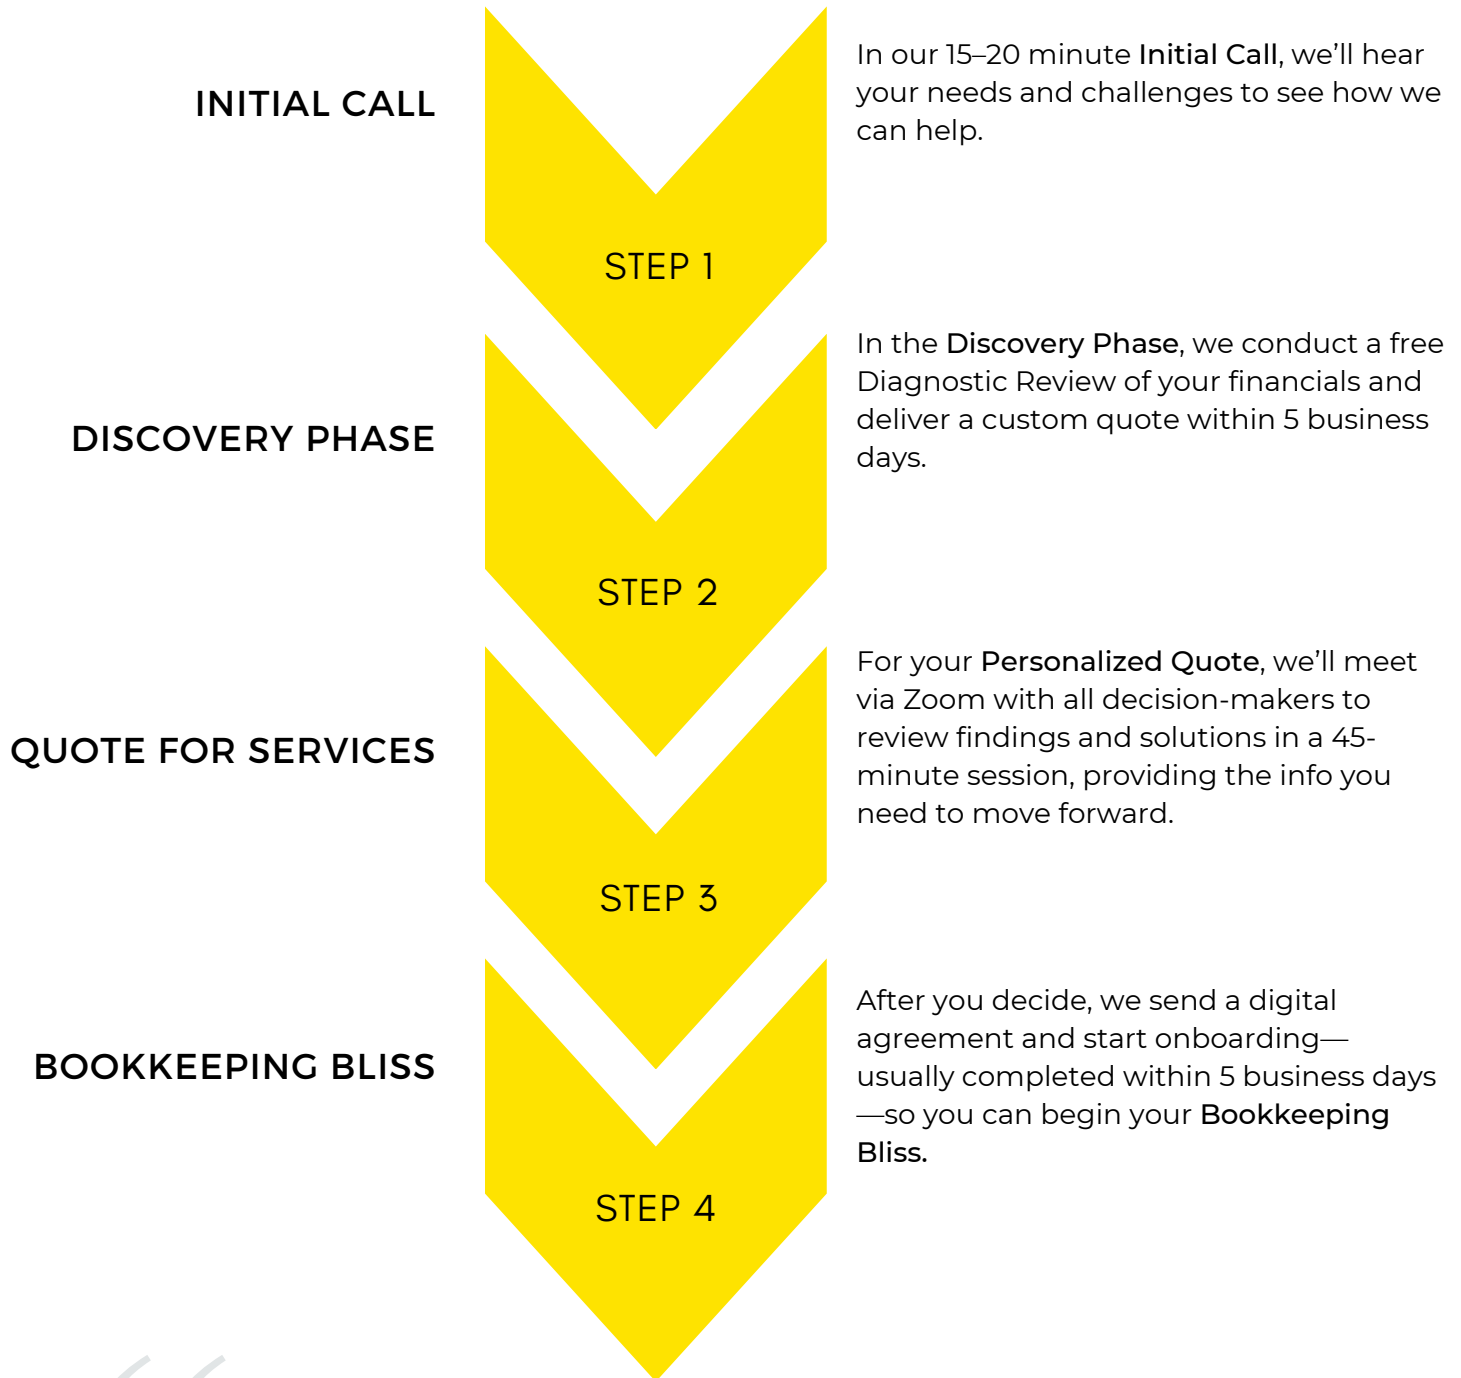 INITIAL CALL
In our 15–20 minute Initial Call, we’ll hear
your needs and challenges to see how we
can help.
STEP 1
DISCOVERY PHASE
In the Discovery Phase, we conduct a free
Diagnostic Review of your financials and
deliver a custom quote within 5 business
days.
STEP 2
QUOTE FOR SERVICES
For your Personalized Quote, we’ll meet
via Zoom with all decision-makers to
review findings and solutions in a 45-
minute session, providing the info you
need to move forward.
STEP 3
BOOKKEEPING BLISS
After you decide, we send a digital
agreement and start onboarding—
usually completed within 5 business days
—so you can begin your Bookkeeping
Bliss.
STEP 4